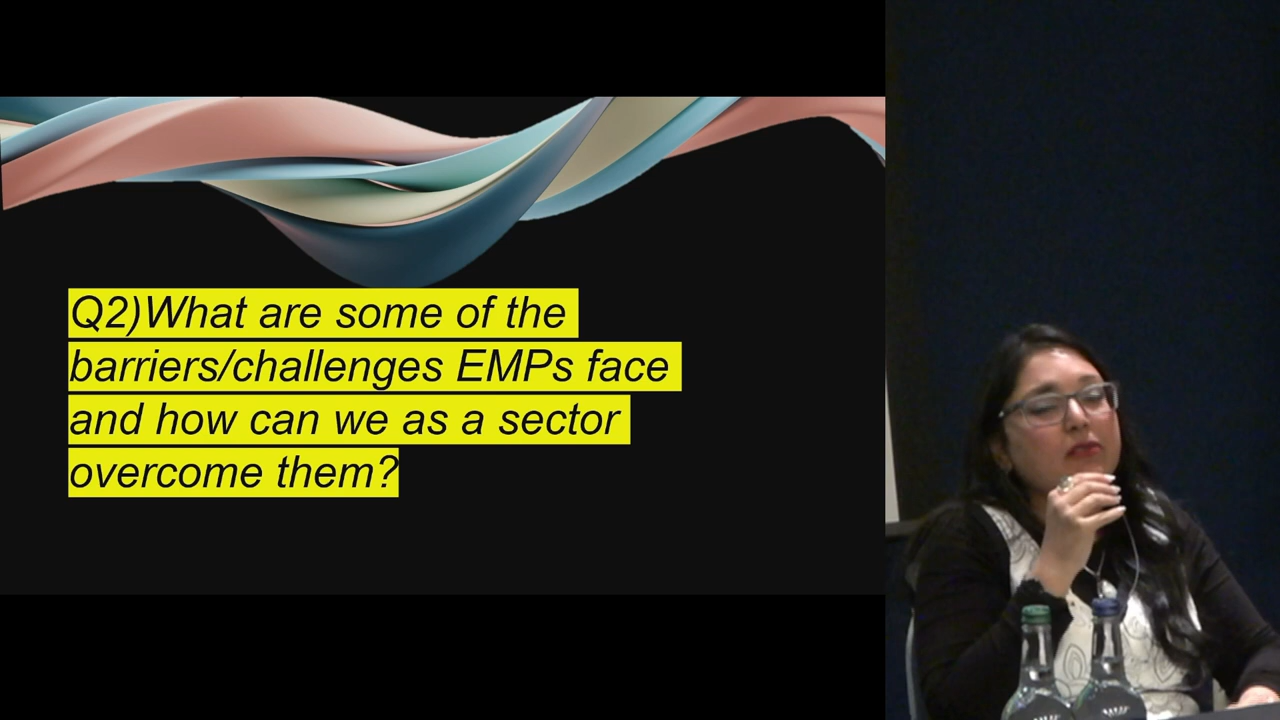 Q2)What are some of the
barriers/challenges EMPs face
and how can we as a sector
overcome them?